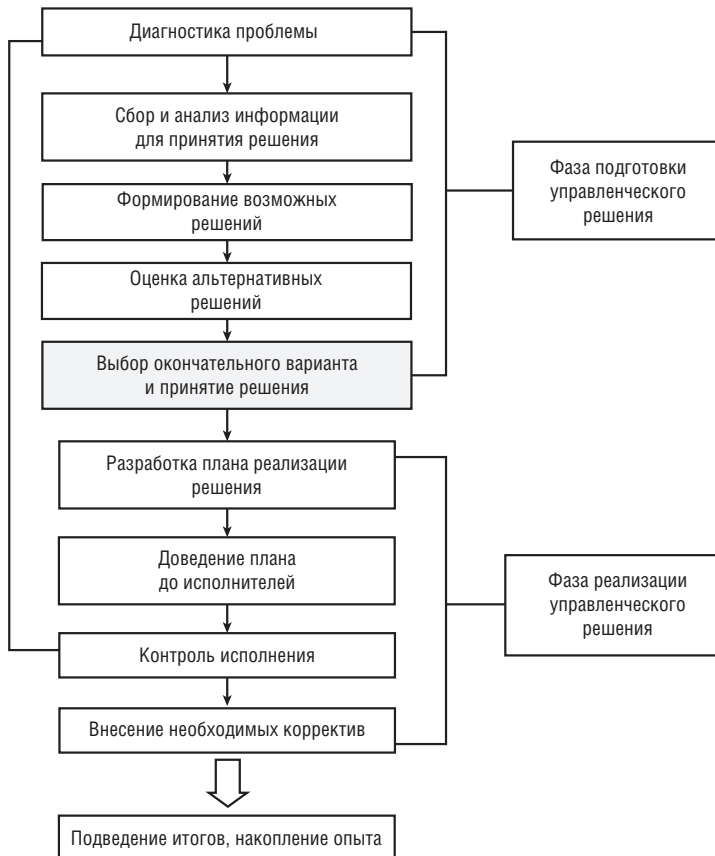 Диагностика проблемы
Сбор и анализ информации
для принятия решения
Формирование возможных
решений
Оценка альтернативных
решений
Выбор окончательного варианта
и принятие решения
Фаза подготовки
управленческого
решения
Разработка плана реализации
решения
Доведение плана
до исполнителей
Контроль исполнения
Внесение необходимых корректив
Фаза реализации
управленческого
решения
Подведение итогов, накопление опыта